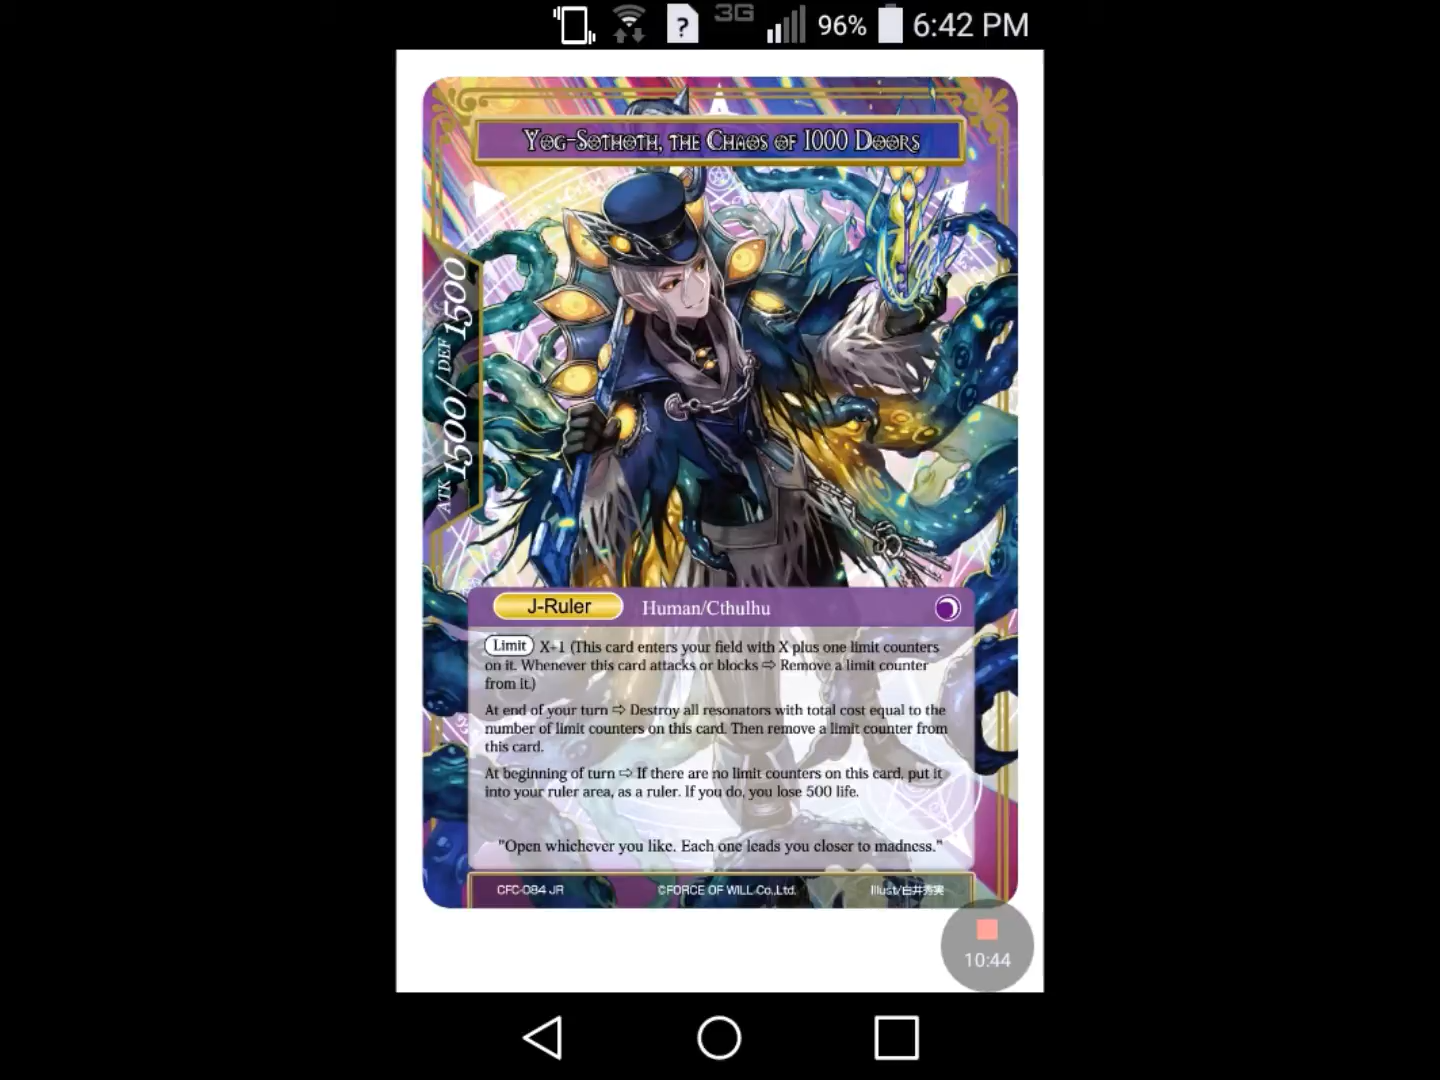 3G 96% 6:42 PM
Yog-Sothoth, the Chaos of 1000 Doors
ATK 1500 / DEF 1500
J-Ruler Human/Cthulhu
Limit X+1 (This card enters your field with X plus one limit counters
on it. Whenever this card attacks or blocks ⇨ Remove a limit counter
from it.)
At end of your turn ⇨ Destroy all resonators with total cost equal to the
number of limit counters on this card. Then remove a limit counter from
this card.
At beginning of turn ⇨ If there are no limit counters on this card, put it
into your ruler area, as a ruler. If you do, you lose 500 life.
"Open whichever you like. Each one leads you closer to madness."
CFC-084 JR ©FORCE OF WILL Co.,Ltd. Illust/白井秀実
10:44